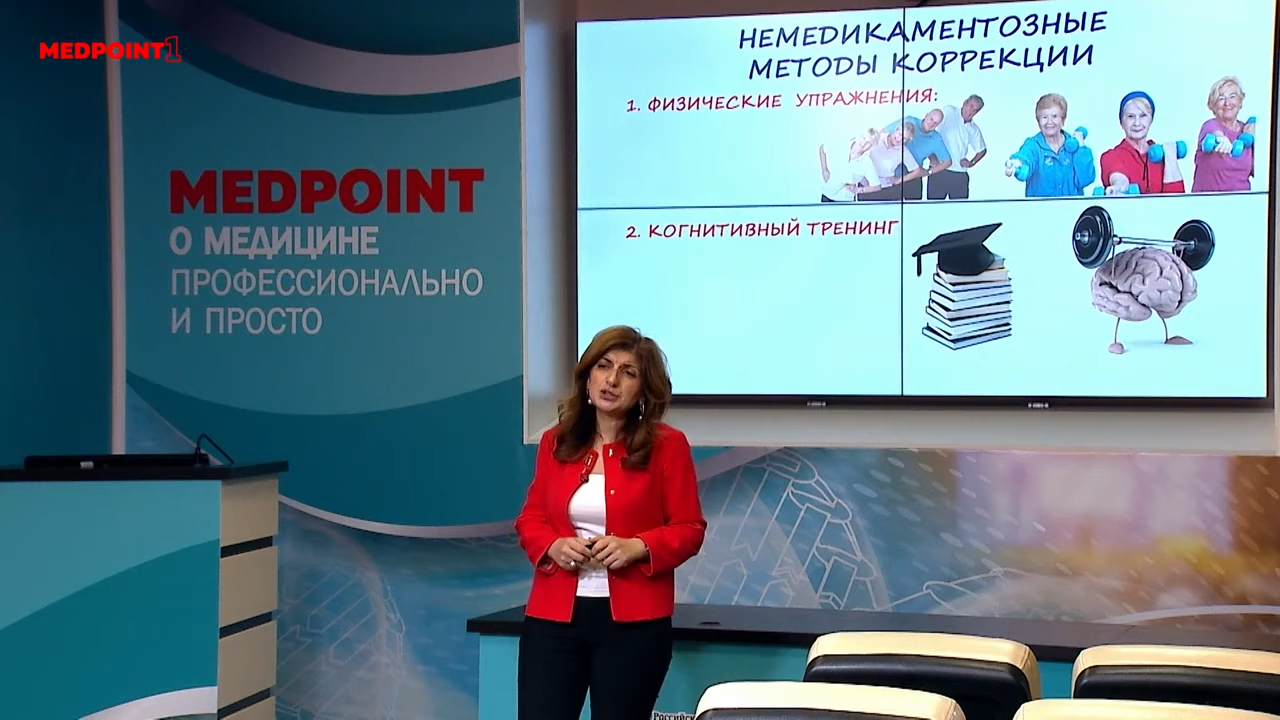 MEDPOINT1
MEDPOINT
О МЕДИЦИНЕ
ПРОФЕССИОНАЛЬНО
И ПРОСТО
НЕМЕДИКАМЕНТОЗНЫЕ
МЕТОДЫ КОРРЕКЦИИ
1. ФИЗИЧЕСКИЕ УПРАЖНЕНИЯ:
2. КОГНИТИВНЫЙ ТРЕНИНГ